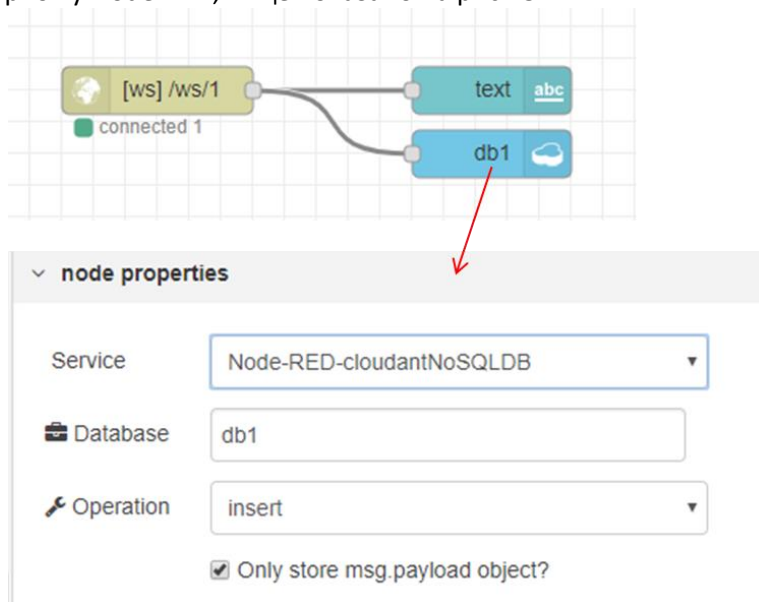 [ws] /ws/1
connected 1
text abc
db1
node properties
Service Node-RED-cloudantNoSQLDB
Database db1
Operation insert
Only store msg.payload object?